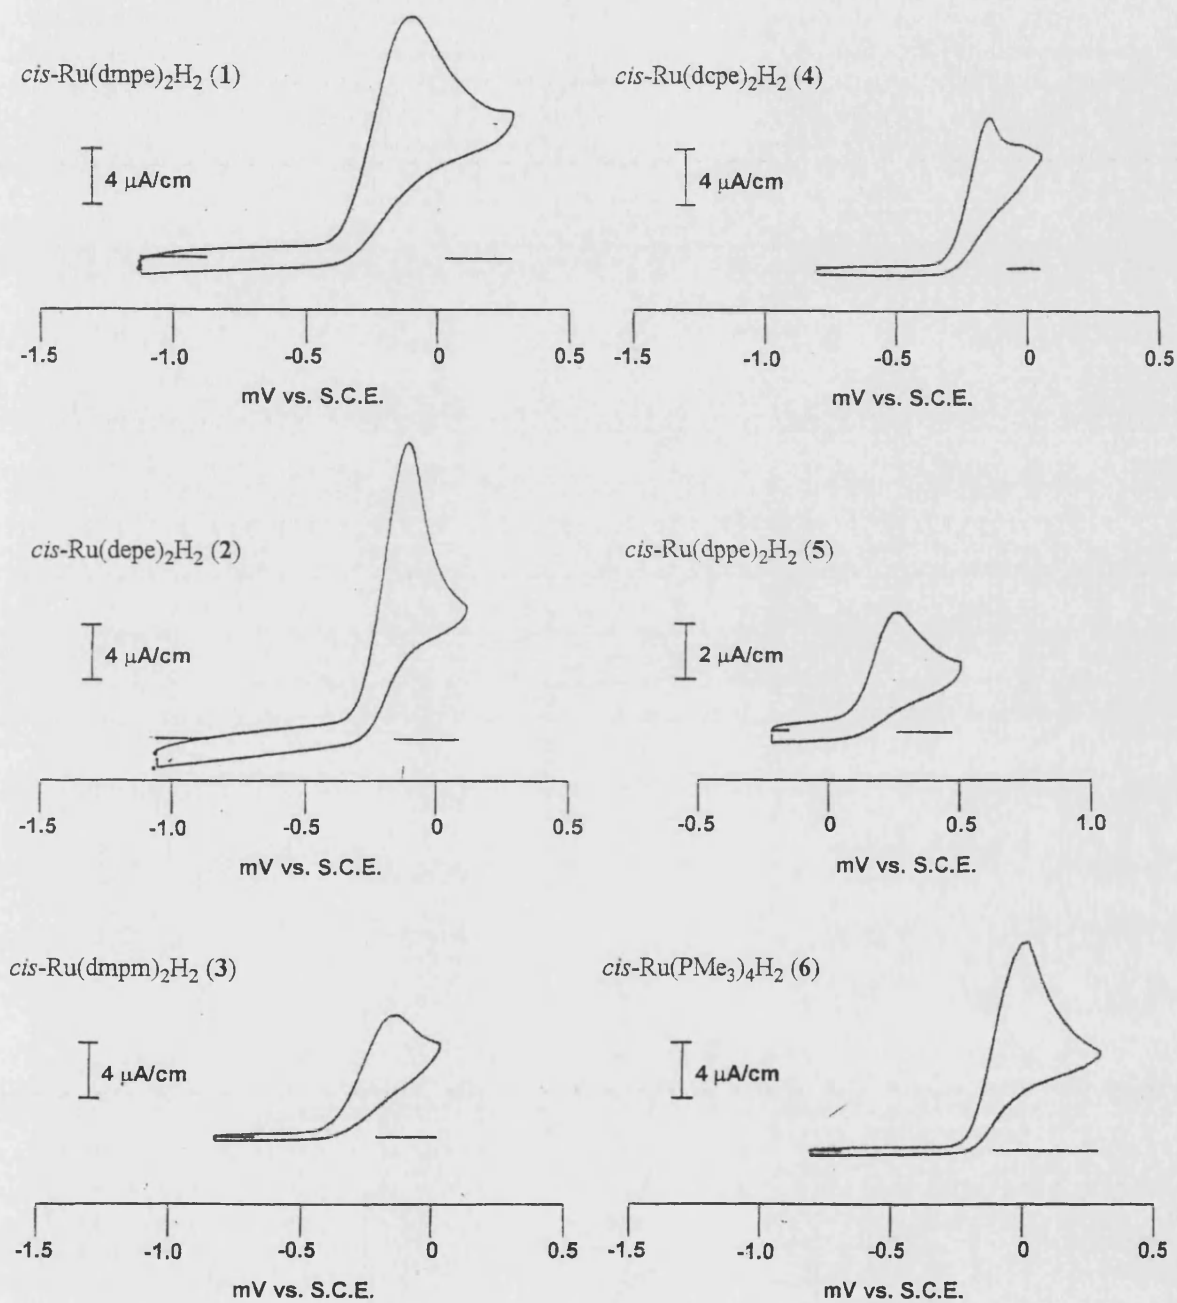 cis-Ru(dmpe)₂H₂ (1)
4 µA/cm
-1.5 -1.0 -0.5 0 0.5
mV vs. S.C.E.
cis-Ru(dcpe)₂H₂ (4)
4 µA/cm
-1.5 -1.0 -0.5 0 0.5
mV vs. S.C.E.
cis-Ru(depe)₂H₂ (2)
4 µA/cm
-1.5 -1.0 -0.5 0 0.5
mV vs. S.C.E.
cis-Ru(dppe)₂H₂ (5)
2 µA/cm
-0.5 0 0.5 1.0
mV vs. S.C.E.
cis-Ru(dmpm)₂H₂ (3)
4 µA/cm
-1.5 -1.0 -0.5 0 0.5
mV vs. S.C.E.
cis-Ru(PMe₃)₄H₂ (6)
4 µA/cm
-1.5 -1.0 -0.5 0 0.5
mV vs. S.C.E.